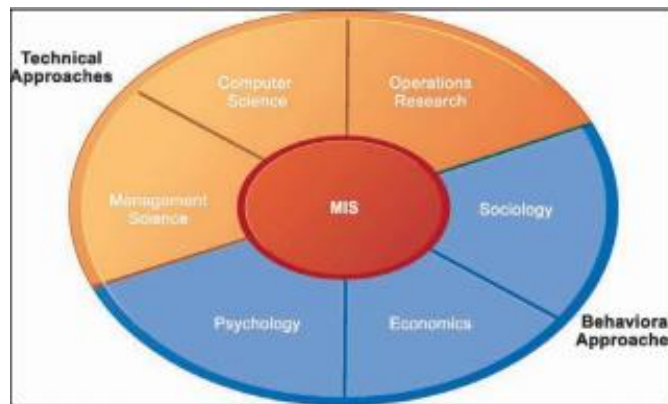 Technical
Approaches
Computer
Science
Operations
Research
Management
Science
MIS
Sociology
Psychology
Economics
Behaviora
Approache